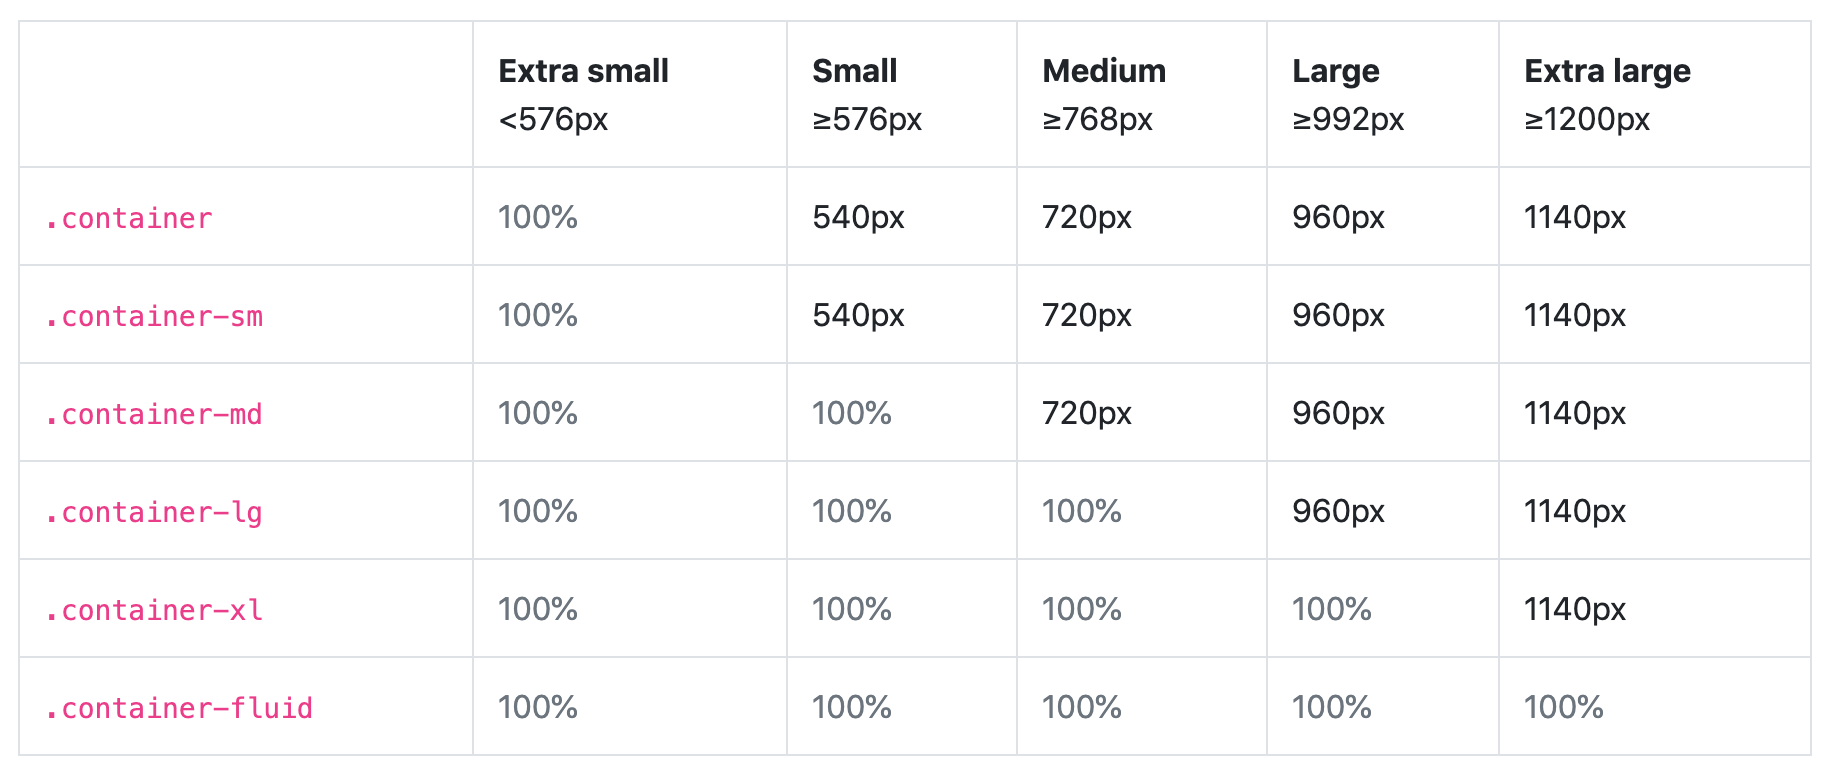 Extra small Small Medium Large Extra large
<576px ≥576px ≥768px ≥992px ≥1200px
.container 100% 540px 720px 960px 1140px
.container-sm 100% 540px 720px 960px 1140px
.container-md 100% 100% 720px 960px 1140px
.container-lg 100% 100% 100% 960px 1140px
.container-xl 100% 100% 100% 100% 1140px
.container-fluid 100% 100% 100% 100% 100%